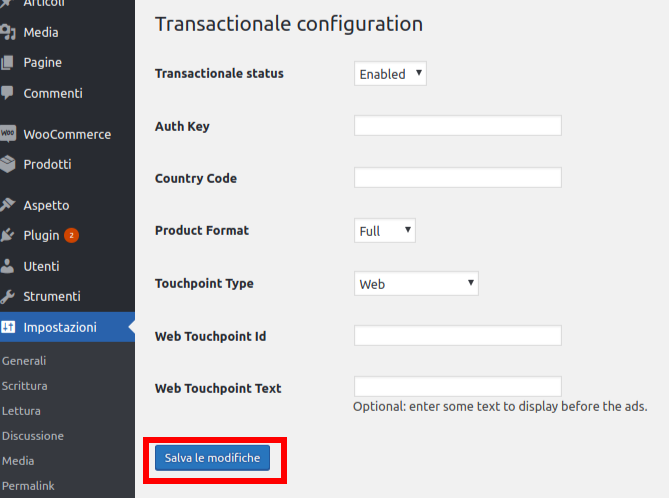 Articoli
Media
Pagine
Commenti
WOO
WooCommerce
Prodotti
Aspetto
Plugin 2
Utenti
Strumenti
Impostazioni
Generali
Scrittura
Lettura
Discussione
Media
Permalink
Transactionale configuration
Transactionale status Enabled
Auth Key
Country Code
Product Format Full
Touchpoint Type Web
Web Touchpoint Id
Web Touchpoint Text
Optional: enter some text to display before the ads.
Salva le modifiche